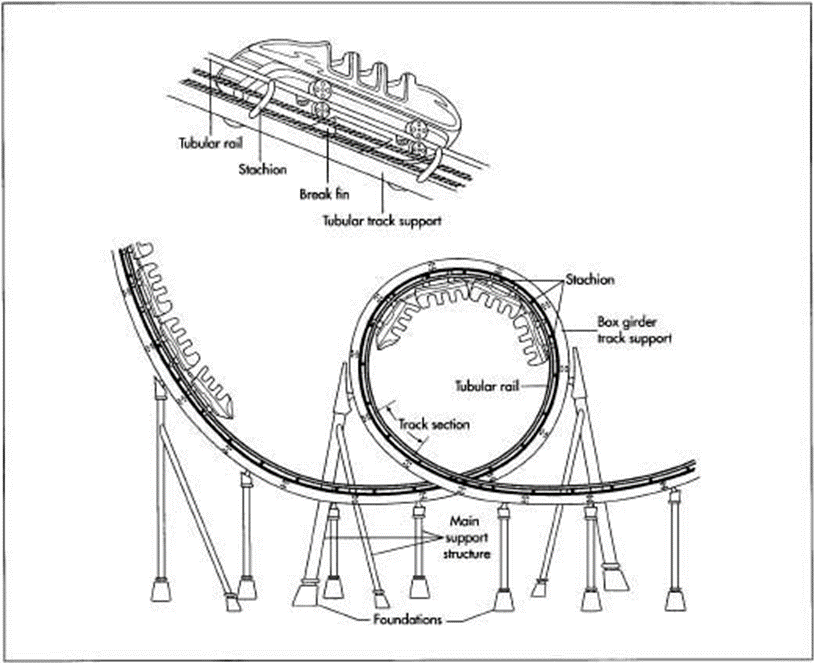 Tubular rail
Stachion
Break fin
Tubular track support
Stachion
Box girder
track support
Tubular rail
Track section
Main
support
structure
Foundations